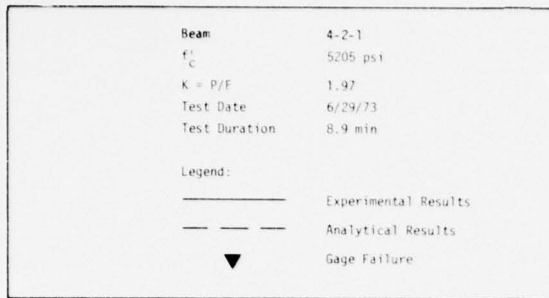 Beam 4-2-1
f'c 5205 psi
K = P/F 1.97
Test Date 6/29/73
Test Duration 8.9 min
Legend:
Experimental Results
Analytical Results
Gage Failure